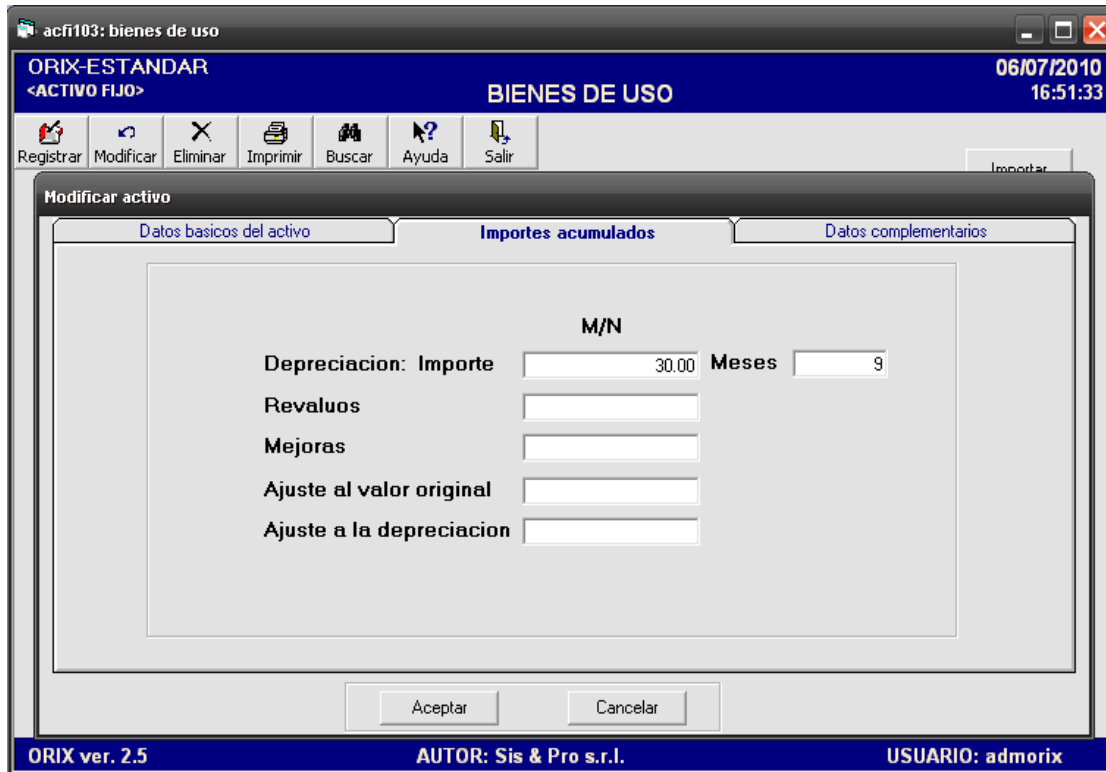 acfi103: bienes de uso
ORIX-ESTANDAR
06/07/2010
<ACTIVO FIJO>
BIENES DE USO
16:51:33
Registrar Modificar Eliminar Imprimir Buscar Ayuda Salir
Importar
Modificar activo
Datos basicos del activo Importes acumulados Datos complementarios
M/N
Depreciacion: Importe 30.00 Meses 9
Revaluos
Mejoras
Ajuste al valor original
Ajuste a la depreciacion
Aceptar Cancelar
ORIX ver. 2.5 AUTOR: Sis & Pro s.r.l. USUARIO: admorix